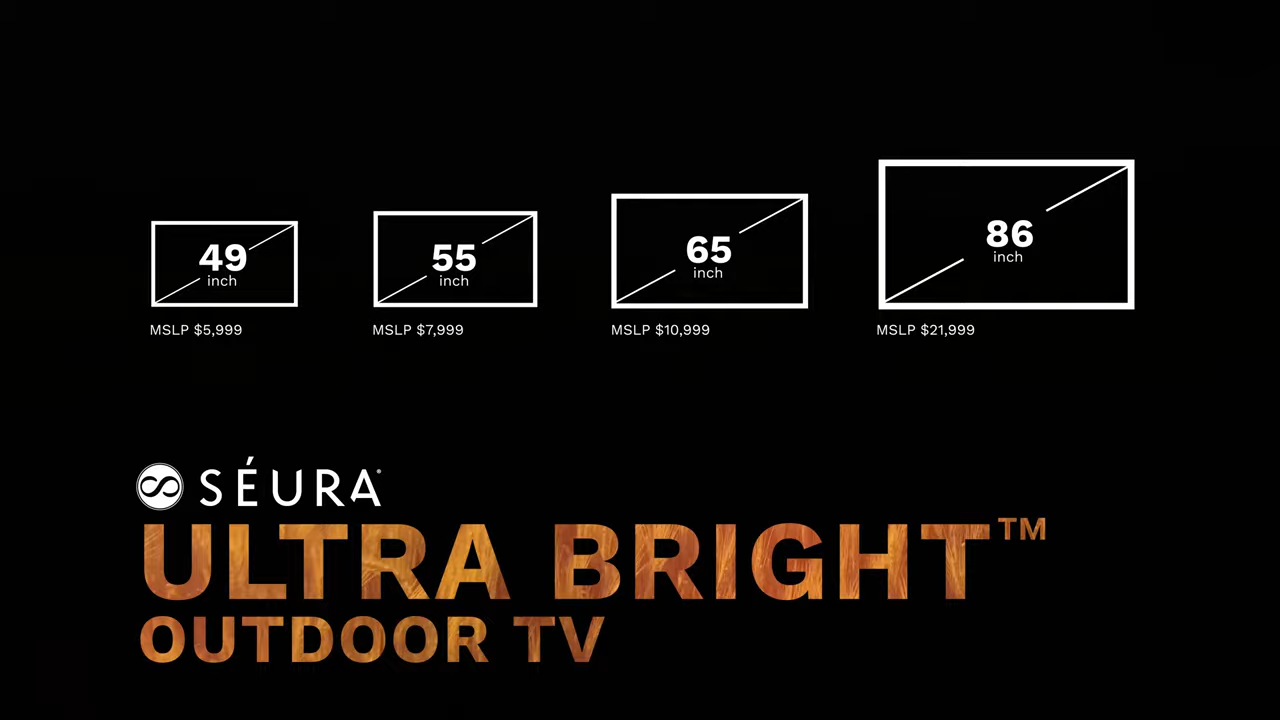 49
inch
MSLP $5,999
55
inch
MSLP $7,999
65
inch
MSLP $10,999
86
inch
MSLP $21,999
SÉURA®
ULTRA BRIGHT™
OUTDOOR TV